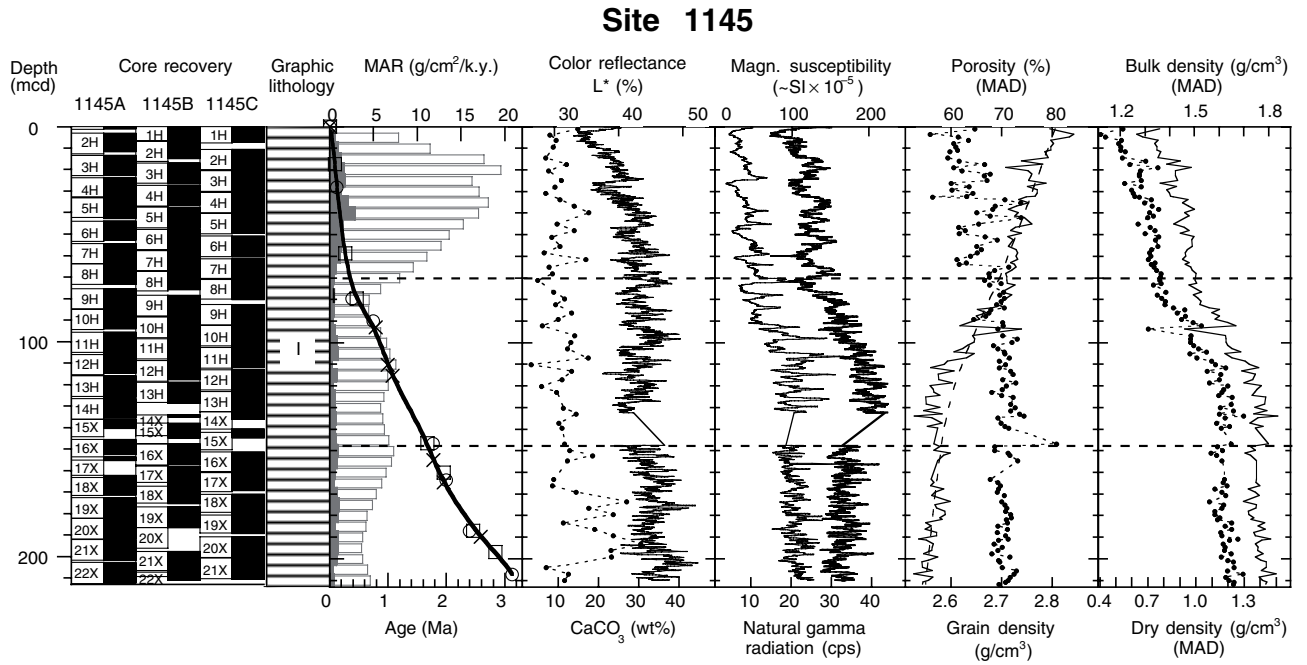 Site 1145
Depth (mcd)
Core recovery
1145A 1145B 1145C
Graphic lithology
MAR (g/cm²/k.y.)
0 5 10 15 20
Color reflectance L* (%)
30 40 50
Magn. susceptibility (~SI × 10⁻⁵)
0 100 200
Porosity (%) (MAD)
60 70 80
Bulk density (g/cm³) (MAD)
1.2 1.5 1.8
0
100
200
2H
3H
4H
5H
6H
7H
8H
9H
10H
11H
12H
13H
14H
15X
16X
17X
18X
19X
20X
21X
22X
1H
2H
3H
4H
5H
6H
7H
8H
9H
10H
11H
12H
13H
14X
15X
16X
17X
18X
19X
20X
21X
22X
1H
2H
3H
4H
5H
6H
7H
8H
9H
10H
11H
12H
13H
14X
15X
16X
17X
18X
19X
20X
21X
I
0 1 2 3
Age (Ma)
10 20 30 40
CaCO₃ (wt%)
10 20 30 40
Natural gamma radiation (cps)
2.6 2.7 2.8
Grain density (g/cm³)
0.4 0.7 1.0 1.3
Dry density (g/cm³) (MAD)